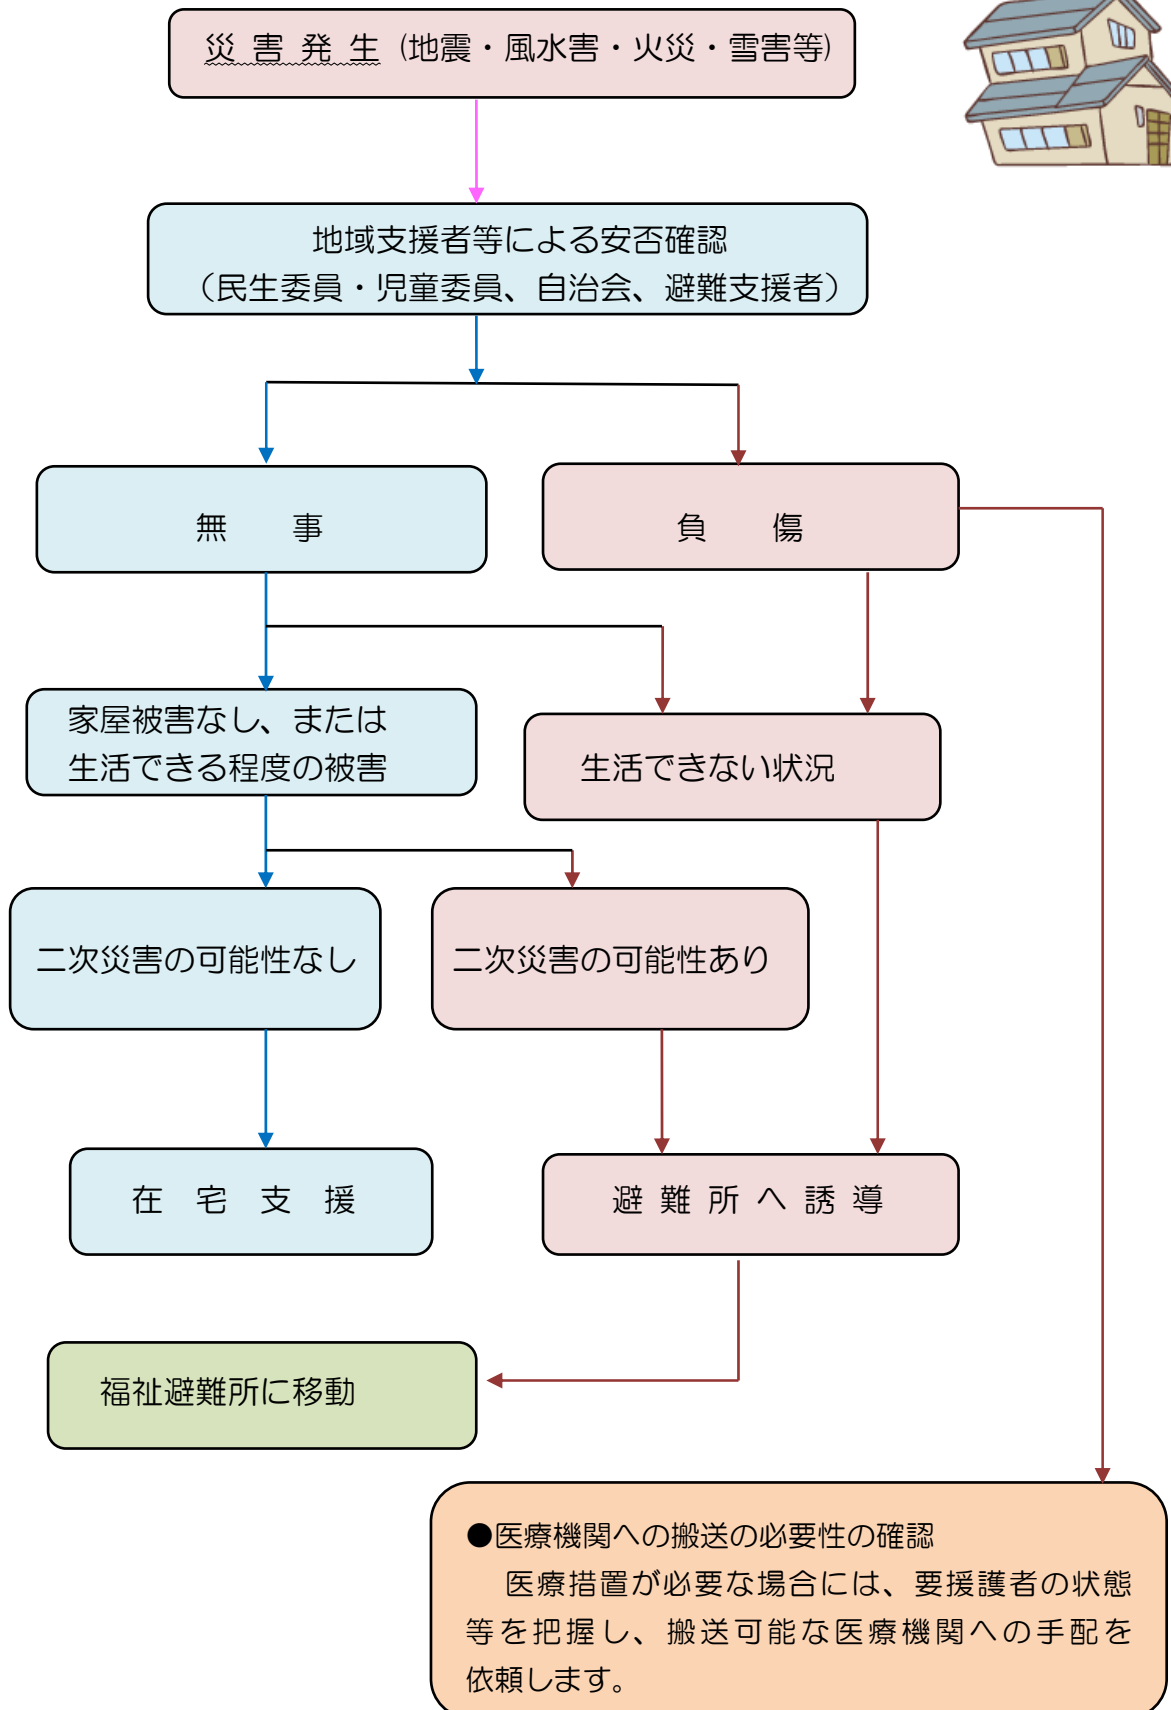 災害発生（地震・風水害・火災・雪害等）
地域支援者等による安否確認
（民生委員・児童委員、自治会、避難支援者）
無　事
負　傷
家屋被害なし、または
生活できる程度の被害
生活できない状況
二次災害の可能性なし
二次災害の可能性あり
在宅支援
避難所へ誘導
福祉避難所に移動
●医療機関への搬送の必要性の確認
医療措置が必要な場合には、要援護者の状態
等を把握し、搬送可能な医療機関への手配を
依頼します。